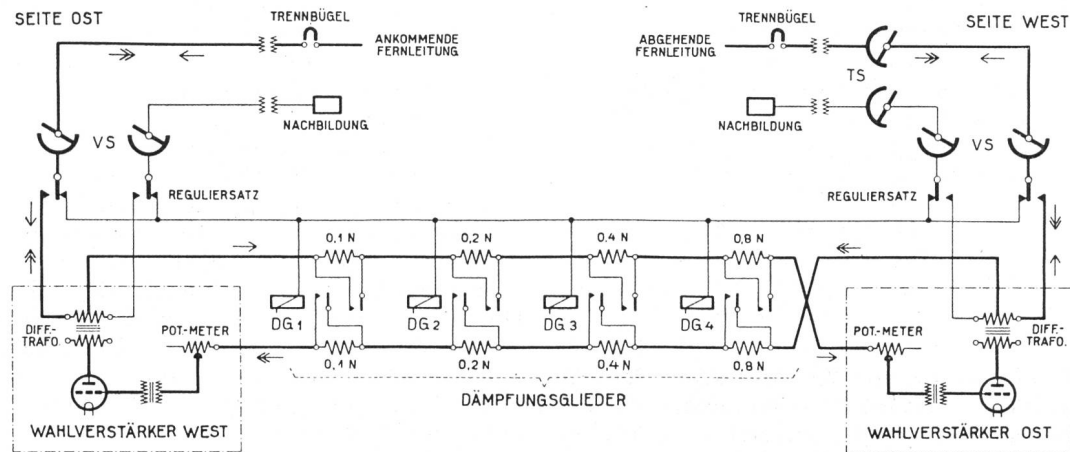 SEITE OST
TRENNBÜGEL
ANKOMMENDE
FERNLEITUNG
TRENNBÜGEL
ABGEHENDE
FERNLEITUNG
SEITE WEST
TS
NACHBILDUNG
NACHBILDUNG
VS
VS
REGULIERSATZ
REGULIERSATZ
0,1 N
0,2 N
0,4 N
0,8 N
DG.1
DG.2
DG.3
DG.4
DIFF.-
TRAFO.
POT.-METER
POT.-METER
DIFF.-
TRAFO.
0,1 N
0,2 N
0,4 N
0,8 N
DÄMPFUNGSGLIEDER
WAHLVERSTÄRKER WEST
WAHLVERSTÄRKER OST